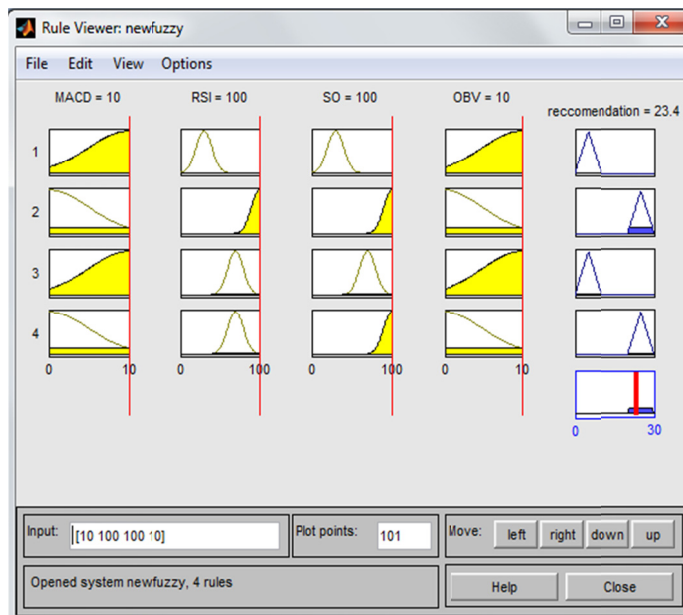 Rule Viewer: newfuzzy
File Edit View Options
MACD = 10 RSI = 100 SO = 100 OBV = 10 reccomendation = 23.4
1
2
3
4
0 10 0 100 0 100 0 10
0 30
Input: [10 100 100 10] Plot points: 101 Move: left right down up
Opened system newfuzzy, 4 rules Help Close